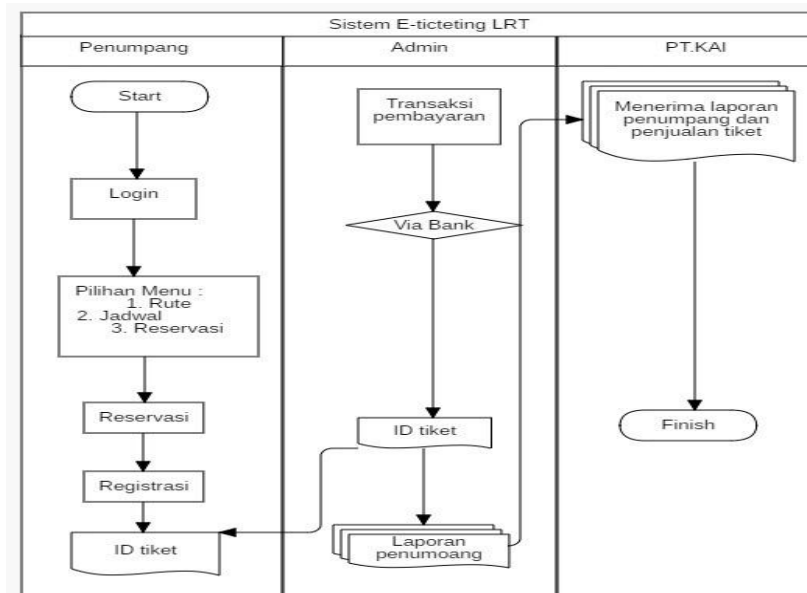 Sistem E-ticteting LRT
Penumpang
Admin
PT.KAI
Start
Login
Pilihan Menu :
1. Rute
2. Jadwal
3. Reservasi
Reservasi
Registrasi
ID tiket
Transaksi
pembayaran
Via Bank
ID tiket
Laporan
penumoang
Menerima laporan
penumpang dan
penjualan tiket
Finish